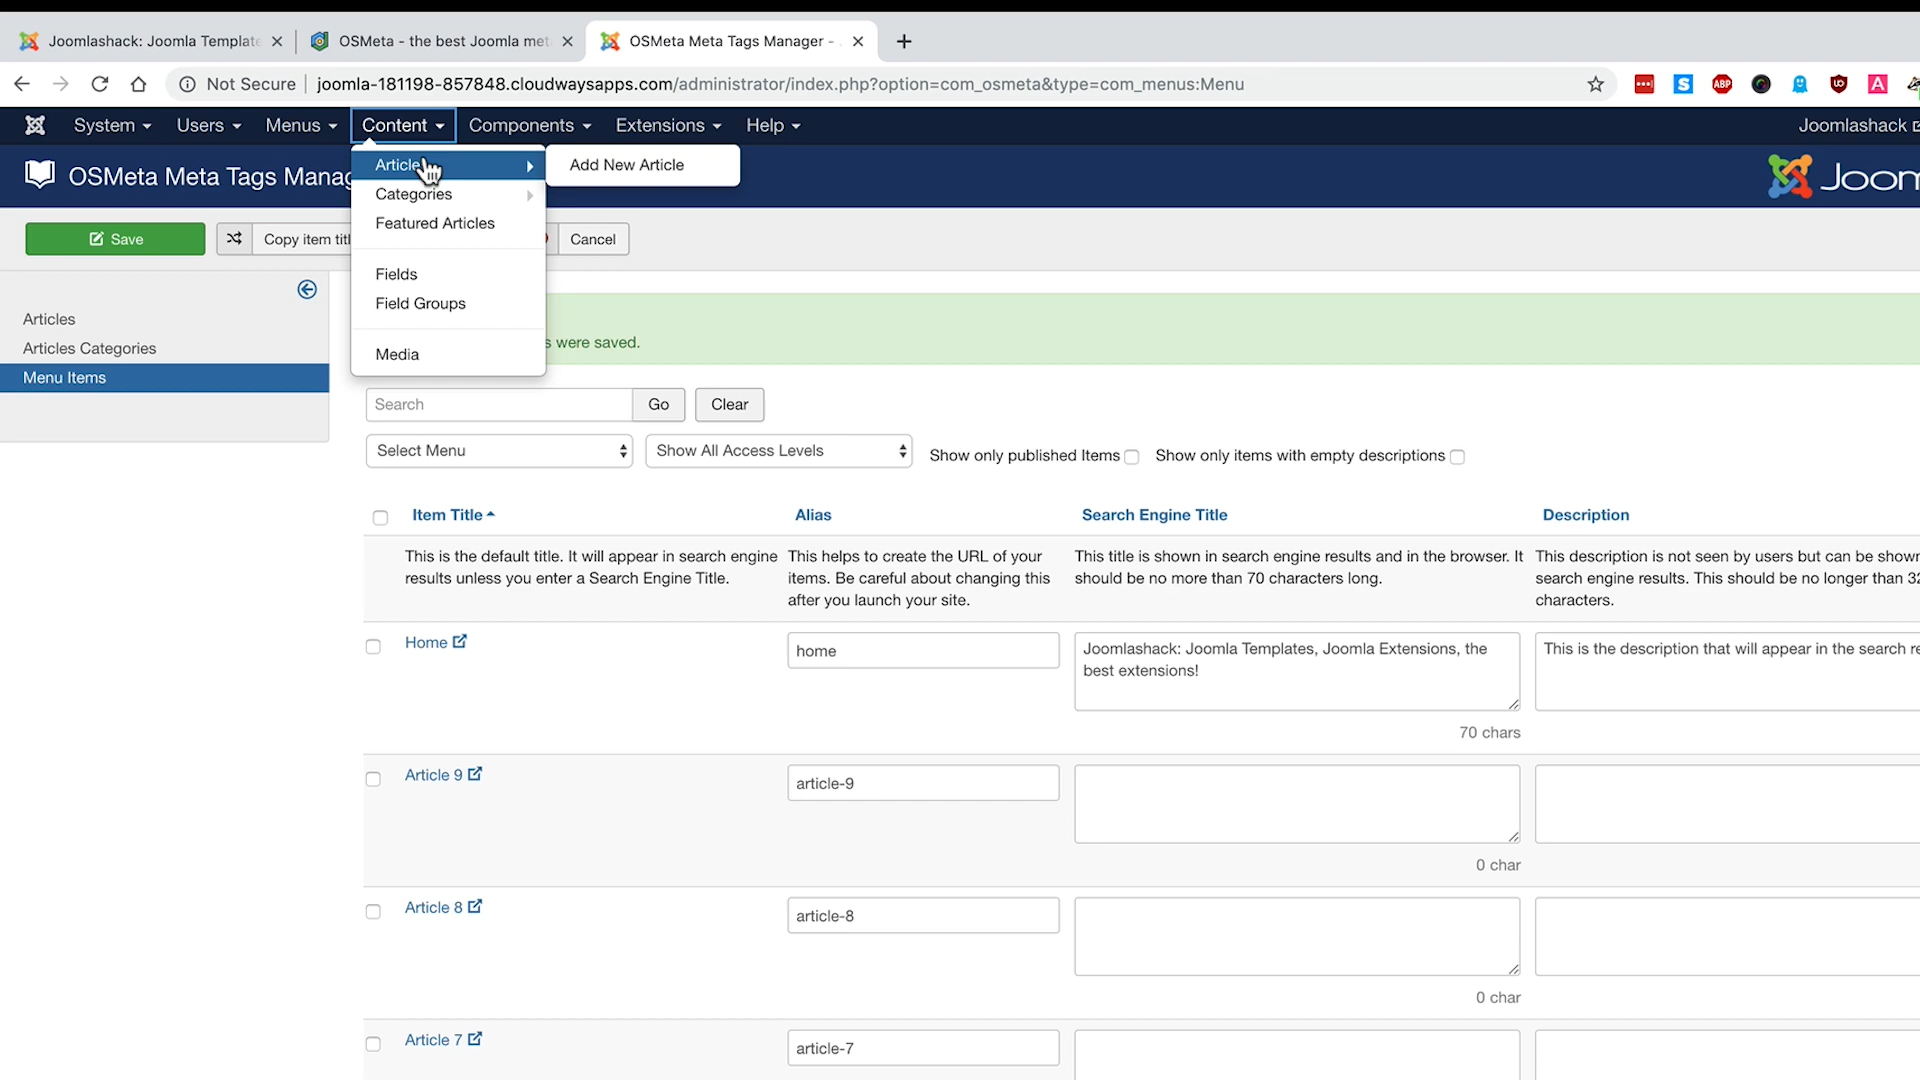 Joomlashack: Joomla Template
OSMeta - the best Joomla met
OSMeta Meta Tags Manager -
Not Secure
joomla-181198-857848.cloudwaysapps.com/administrator/index.php?option=com_osmeta&type=com_menus:Menu
ABP
System
Users
Menus
Content
Components
Extensions
Help
Joomlashack
OSMeta Meta Tags Manag
Joom
Article
Add New Article
Categories
Featured Articles
Fields
Field Groups
Media
Save
Copy item titl
Cancel
Articles
Articles Categories
Menu Items
s were saved.
Search
Go
Clear
Select Menu
Show All Access Levels
Show only published Items
Show only items with empty descriptions
Item Title
Alias
Search Engine Title
Description
This is the default title. It will appear in search engine
results unless you enter a Search Engine Title.
This helps to create the URL of your
items. Be careful about changing this
after you launch your site.
This title is shown in search engine results and in the browser. It
should be no more than 70 characters long.
This description is not seen by users but can be shown
search engine results. This should be no longer than 32
characters.
Home
home
Joomlashack: Joomla Templates, Joomla Extensions, the
best extensions!
This is the description that will appear in the search re
70 chars
Article 9
article-9
0 char
Article 8
article-8
0 char
Article 7
article-7